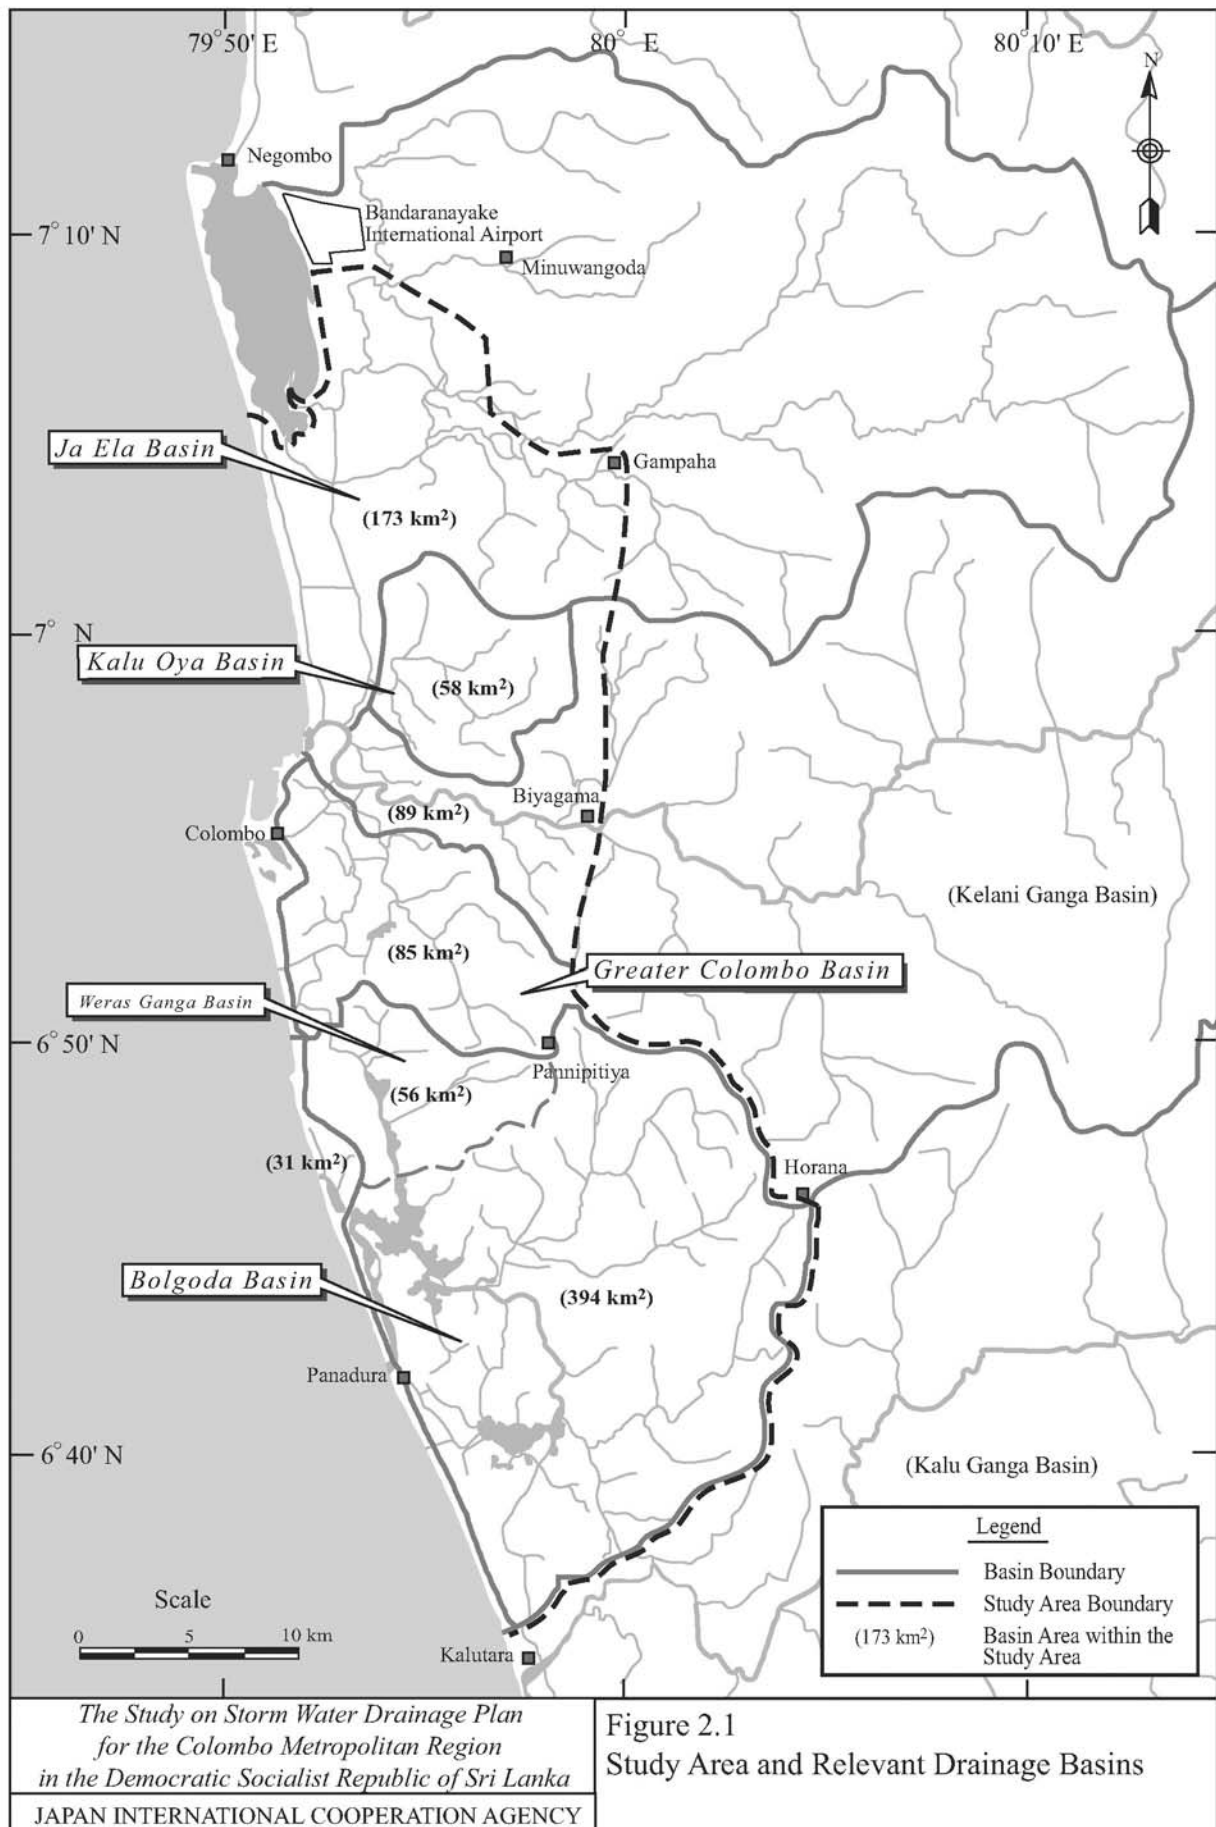 79°50' E
80° E
80°10' E
N
Negombo
7°10' N
Bandaranayake
International Airport
Minuwangoda
Ja Ela Basin
Gampaha
(173 km²)
7° N
Kalu Oya Basin
(58 km²)
Biyagama
(89 km²)
Colombo
(Kelani Ganga Basin)
(85 km²)
Greater Colombo Basin
Weras Ganga Basin
6°50' N
Pannipitiya
(56 km²)
(31 km²)
Horana
Bolgoda Basin
(394 km²)
Panadura
6°40' N
(Kalu Ganga Basin)
Legend
Basin Boundary
Study Area Boundary
(173 km²) Basin Area within the
Study Area
Scale
0 5 10 km
Kalutara
The Study on Storm Water Drainage Plan
for the Colombo Metropolitan Region
in the Democratic Socialist Republic of Sri Lanka
JAPAN INTERNATIONAL COOPERATION AGENCY
Figure 2.1
Study Area and Relevant Drainage Basins